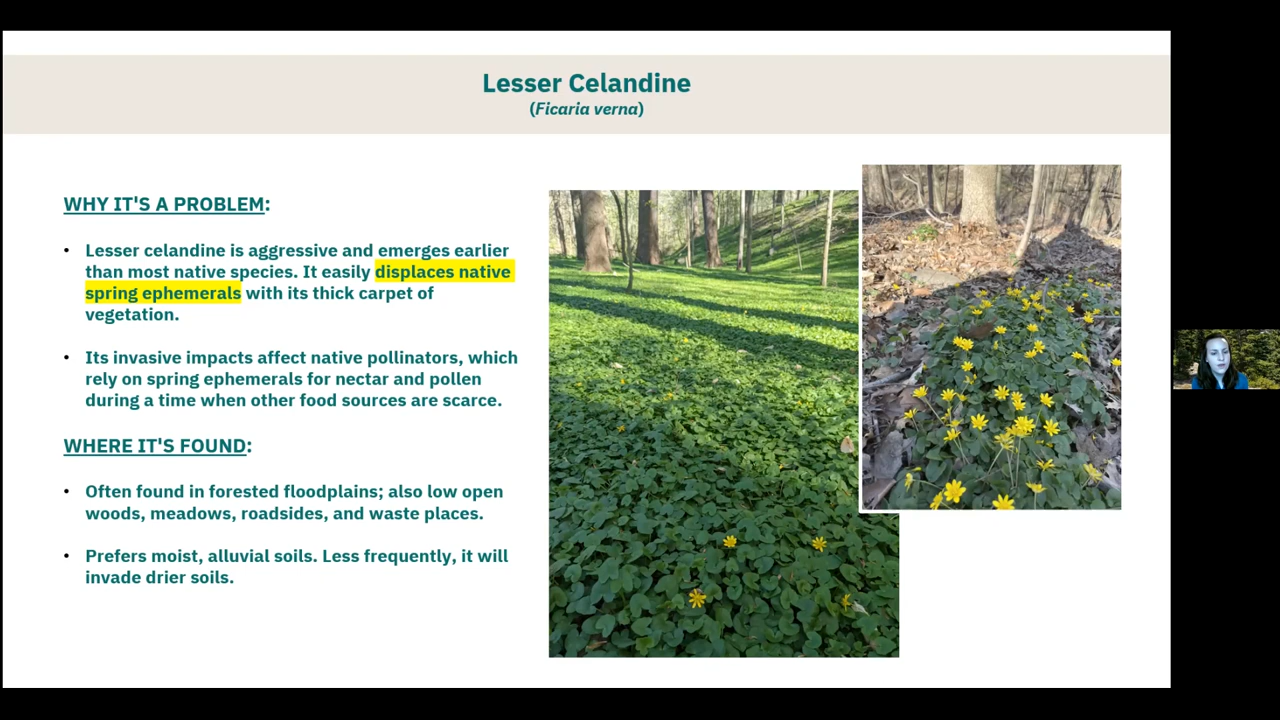 Lesser Celandine
(Ficaria verna)
WHY IT'S A PROBLEM:
• Lesser celandine is aggressive and emerges earlier
than most native species. It easily displaces native
spring ephemerals with its thick carpet of
vegetation.
• Its invasive impacts affect native pollinators, which
rely on spring ephemerals for nectar and pollen
during a time when other food sources are scarce.
WHERE IT'S FOUND:
• Often found in forested floodplains; also low open
woods, meadows, roadsides, and waste places.
• Prefers moist, alluvial soils. Less frequently, it will
invade drier soils.